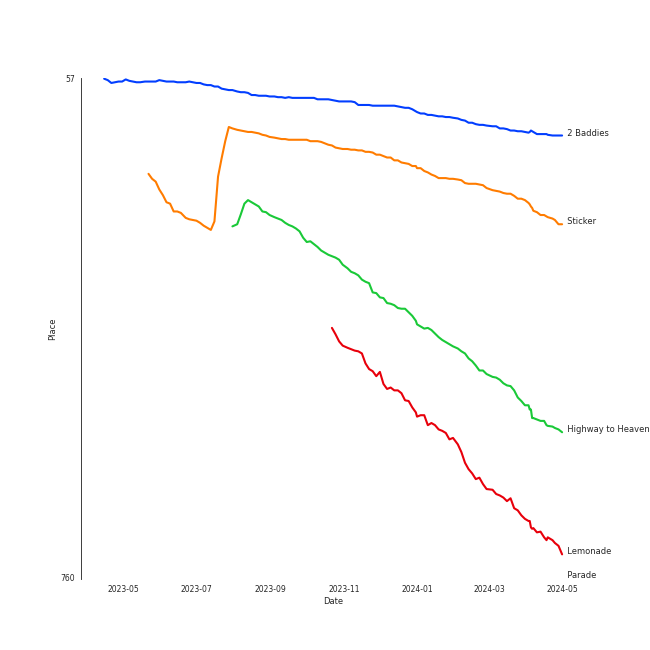 57
2 Baddies
Sticker
Place
Highway to Heaven
Lemonade
Parade
760
2023-05 2023-07 2023-09 2023-11 2024-01 2024-03 2024-05
Date